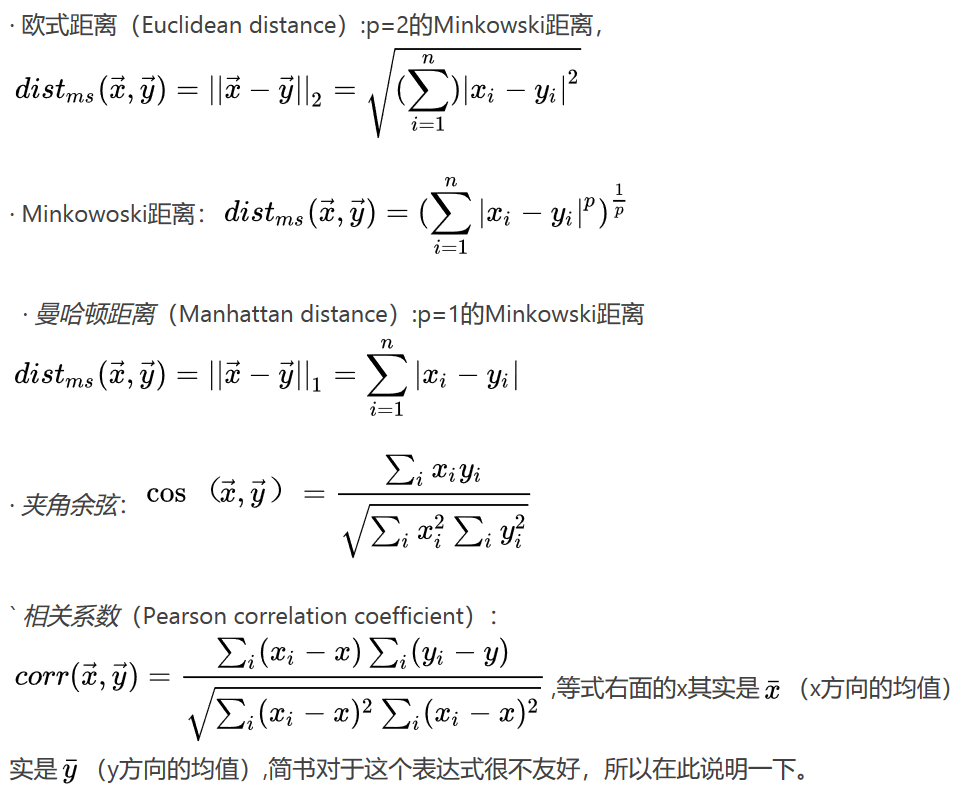 · 欧式距离（Euclidean distance）:p=2的Minkowski距离，
$dist_{ms}(\vec{x},\vec{y})=||\vec{x}-\vec{y}||_2=\sqrt{(\sum_{i=1}^{n})|x_i-y_i|^2}$
· Minkowoski距离：$dist_{ms}(\vec{x},\vec{y})=(\sum_{i=1}^{n}|x_i-y_i|^p)^{\frac{1}{p}}$
· 曼哈顿距离（Manhattan distance）:p=1的Minkowski距离
$dist_{ms}(\vec{x},\vec{y})=||\vec{x}-\vec{y}||_1=\sum_{i=1}^{n}|x_i-y_i|$
· 夹角余弦：$\cos（\vec{x},\vec{y}）=\frac{\sum_i x_iy_i}{\sqrt{\sum_i x_i^2\sum_i y_i^2}}$
` 相关系数（Pearson correlation coefficient）：
$corr(\vec{x},\vec{y})=\frac{\sum_i(x_i-x)\sum_i(y_i-y)}{\sqrt{\sum_i(x_i-x)^2\sum_i(x_i-x)^2}}$ ,等式右面的x其实是$\bar{x}$（x方向的均值）
实是$\bar{y}$（y方向的均值）,简书对于这个表达式很不友好，所以在此说明一下。